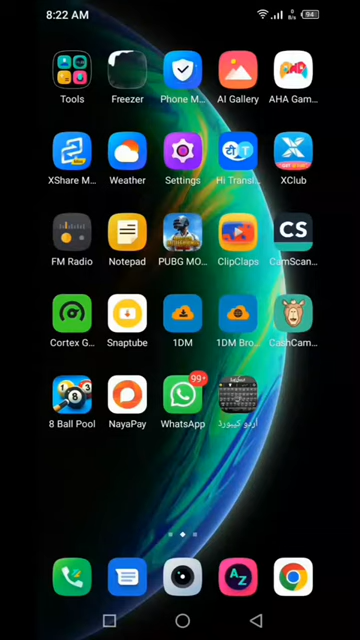 8:22 AM
0
B/s
94
Tools
Freezer
Phone M...
AI Gallery
AHA Gam...
XShare M...
Weather
Settings
Hi Transl...
XClub
FM Radio
Notepad
PUBG MO...
ClipClaps
CS
CamScan...
Cortex G...
Snaptube
1DM
1DM Bro...
CashCam...
99+
8 Ball Pool
NayaPay
WhatsApp
اردو کیبورڈ